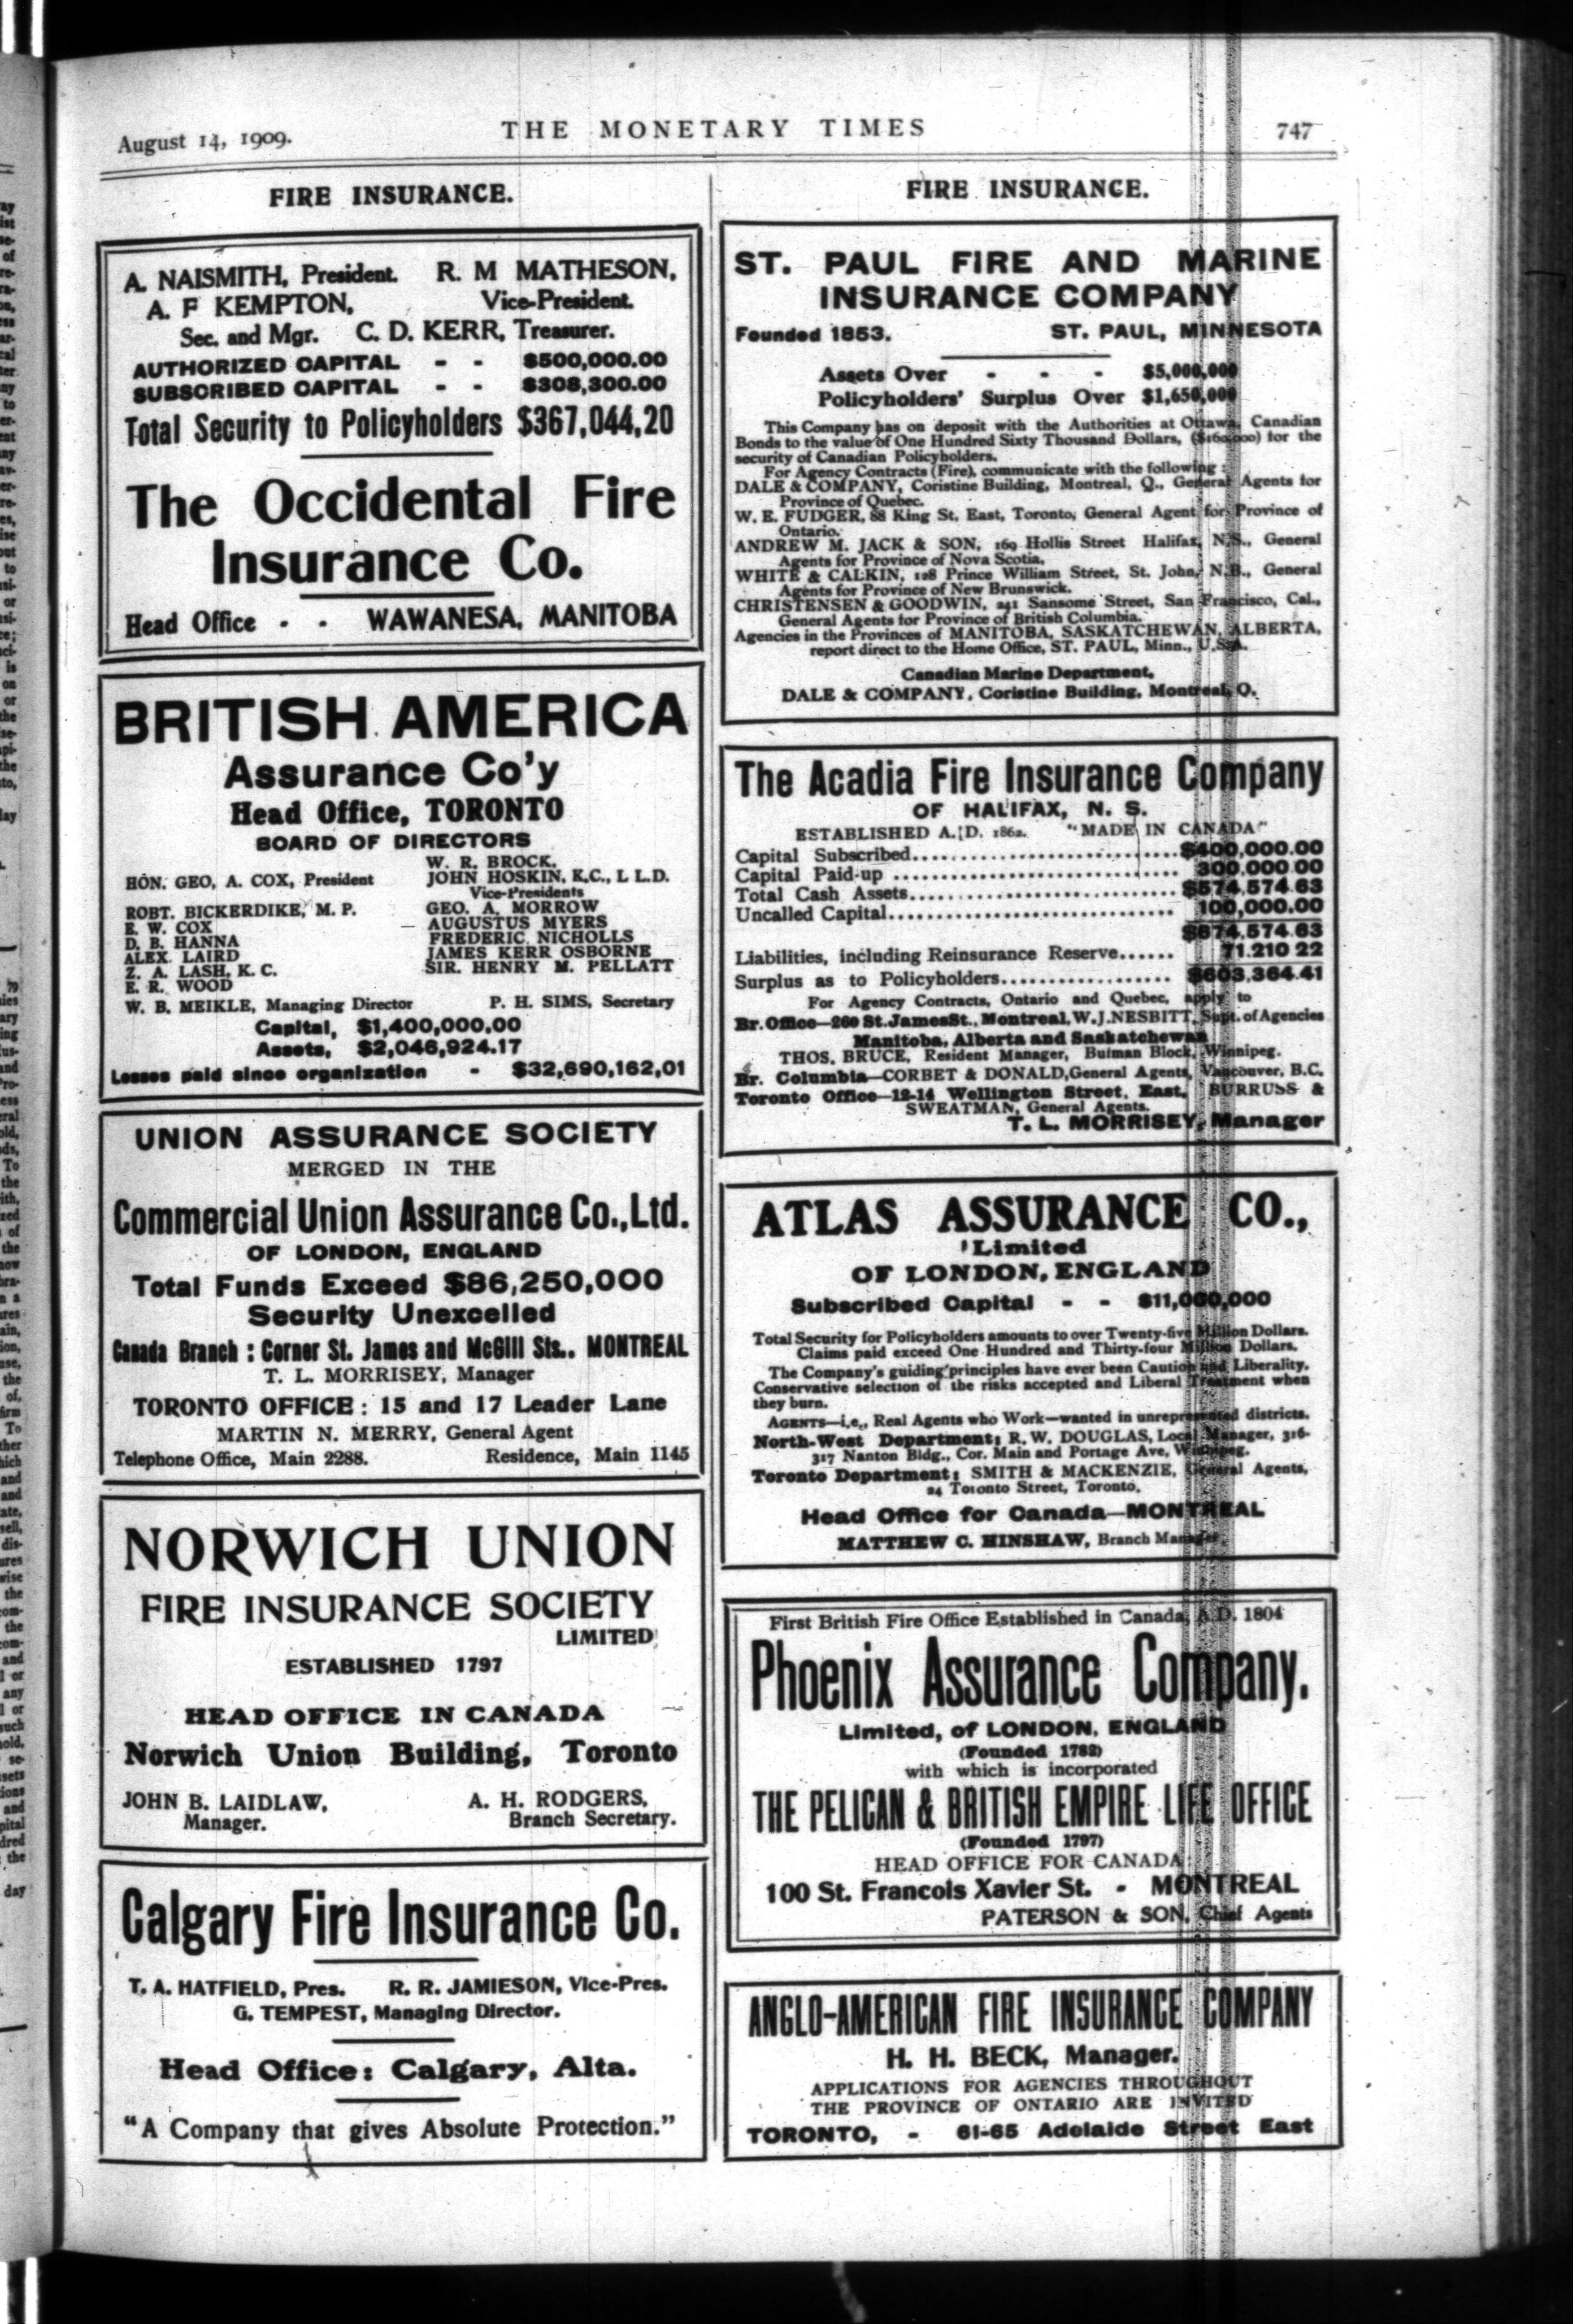 August 14, 1909.
THE MONETARY TIMES
747
FIRE INSURANCE.
A. NAISMITH, President. R. M MATHESON,
A. F KEMPTON, Vice-President.
Sec. and Mgr. C. D. KERR, Treasurer.
AUTHORIZED CAPITAL - - $500,000.00
SUBSCRIBED CAPITAL - - $308,300.00
Total Security to Policyholders $367,044,20
The Occidental Fire
Insurance Co.
Head Office - - WAWANESA, MANITOBA
BRITISH AMERICA
Assurance Co'y
Head Office, TORONTO
BOARD OF DIRECTORS
W. R. BROCK.
HON. GEO, A. COX, President JOHN HOSKIN, K.C., L L.D.
Vice-Presidents
ROBT. BICKERDIKE, M. P. GEO. A. MORROW
E. W. COX AUGUSTUS MYERS
D. B. HANNA FREDERIC NICHOLLS
ALEX. LAIRD JAMES KERR OSBORNE
Z. A. LASH, K. C. SIR. HENRY M. PELLATT
E. R. WOOD
W. B. MEIKLE, Managing Director P. H. SIMS, Secretary
Capital, $1,400,000.00
Assets, $2,046,924.17
Losses paid since organization - $32,690,162,01
UNION ASSURANCE SOCIETY
MERGED IN THE
Commercial Union Assurance Co., Ltd.
OF LONDON, ENGLAND
Total Funds Exceed $86,250,000
Security Unexcelled
Canada Branch : Corner St. James and McGill Sts.. MONTREAL
T. L. MORRISEY, Manager
TORONTO OFFICE : 15 and 17 Leader Lane
MARTIN N. MERRY, General Agent
Telephone Office, Main 2288. Residence, Main 1145
NORWICH UNION
FIRE INSURANCE SOCIETY
LIMITED
ESTABLISHED 1797
HEAD OFFICE IN CANADA
Norwich Union Building, Toronto
JOHN B. LAIDLAW, A. H. RODGERS,
Manager. Branch Secretary.
Calgary Fire Insurance Co.
T. A. HATFIELD, Pres. R. R. JAMIESON, Vice-Pres.
G. TEMPEST, Managing Director.
Head Office: Calgary, Alta.
"A Company that gives Absolute Protection."
FIRE INSURANCE.
ST. PAUL FIRE AND MARINE
INSURANCE COMPANY
Founded 1853. ST. PAUL, MINNESOTA
Assets Over - - - $5,000,000
Policyholders' Surplus Over $1,650,000
This Company has on deposit with the Authorities at Ottawa, Canadian
Bonds to the value of One Hundred Sixty Thousand Dollars, ($160,000) for the
security of Canadian Policyholders.
For Agency Contracts (Fire), communicate with the following :
DALE & COMPANY, Coristine Building, Montreal, Q., General Agents for
Province of Quebec.
W. E. FUDGER, 88 King St, East, Toronto, General Agent for Province of
Ontario.
ANDREW M. JACK & SON, 169 Hollis Street Halifax, N.S., General
Agents for Province of Nova Scotia.
WHITE & CALKIN, 128 Prince William Street, St. John, N.B., General
Agents for Province of New Brunswick.
CHRISTENSEN & GOODWIN, 241 Sansome Street, San Francisco, Cal.,
General Agents for Province of British Columbia.
Agencies in the Provinces of MANITOBA, SASKATCHEWAN, ALBERTA,
report direct to the Home Office, ST. PAUL, Minn., U.S.A.
Canadian Marine Department,
DALE & COMPANY, Coristine Building, Montreal, Q.
The Acadia Fire Insurance Company
OF HALIFAX, N. S.
ESTABLISHED A. D. 1862. "MADE IN CANADA"
Capital Subscribed........................$400,000.00
Capital Paid-up ........................ 300.000.00
Total Cash Assets........................ $574,574.63
Uncalled Capital........................ 100,000.00
$674,574.63
Liabilities, including Reinsurance Reserve...... 71.210 22
Surplus as to Policyholders................. $603,364.41
For Agency Contracts, Ontario and Quebec, apply to
Br. Office—260 St. James St., Montreal, W. J. NESBITT, Supt. of Agencies
Manitoba, Alberta and Saskatchewan
THOS. BRUCE, Resident Manager, Bulman Block, Winnipeg.
Br. Columbia—CORBET & DONALD, General Agents, Vancouver, B.C.
Toronto Office—12-14 Wellington Street, East, BURRUSS &
SWEATMAN, General Agents.
T. L. MORRISEY, Manager
ATLAS ASSURANCE CO.,
Limited
OF LONDON, ENGLAND
Subscribed Capital - - $11,000,000
Total Security for Policyholders amounts to over Twenty-five Million Dollars.
Claims paid exceed One Hundred and Thirty-four Million Dollars.
The Company's guiding principles have ever been Caution and Liberality.
Conservative selection of the risks accepted and Liberal Treatment when
they burn.
AGENTS—i.e., Real Agents who Work—wanted in unrepresented districts.
North-West Department: R. W. DOUGLAS, Local Manager, 316-
317 Nanton Bldg., Cor. Main and Portage Ave, Winnipeg.
Toronto Department: SMITH & MACKENZIE, General Agents,
24 Toronto Street, Toronto.
Head Office for Canada—MONTREAL
MATTHEW C. HINSHAW, Branch Manager
First British Fire Office Established in Canada, A.D. 1804
Phoenix Assurance Company,
Limited, of LONDON, ENGLAND
(Founded 1782)
with which is incorporated
THE PELICAN & BRITISH EMPIRE LIFE OFFICE
(Founded 1797)
HEAD OFFICE FOR CANADA
100 St. Francois Xavier St. - MONTREAL
PATERSON & SON, Chief Agents
ANGLO-AMERICAN FIRE INSURANCE COMPANY
H. H. BECK, Manager.
APPLICATIONS FOR AGENCIES THROUGHOUT
THE PROVINCE OF ONTARIO ARE INVITED
TORONTO, - 61-65 Adelaide Street East